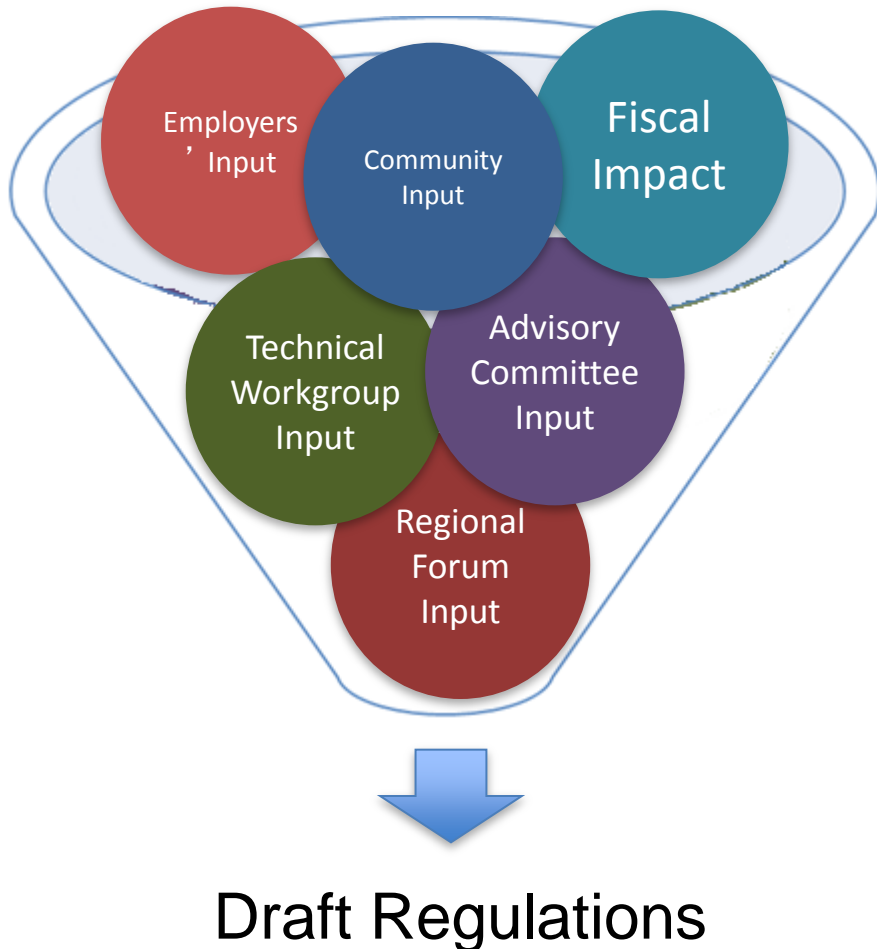 Employers
’ Input
Community
Input
Fiscal
Impact
Technical
Workgroup
Input
Advisory
Committee
Input
Regional
Forum
Input
Draft Regulations